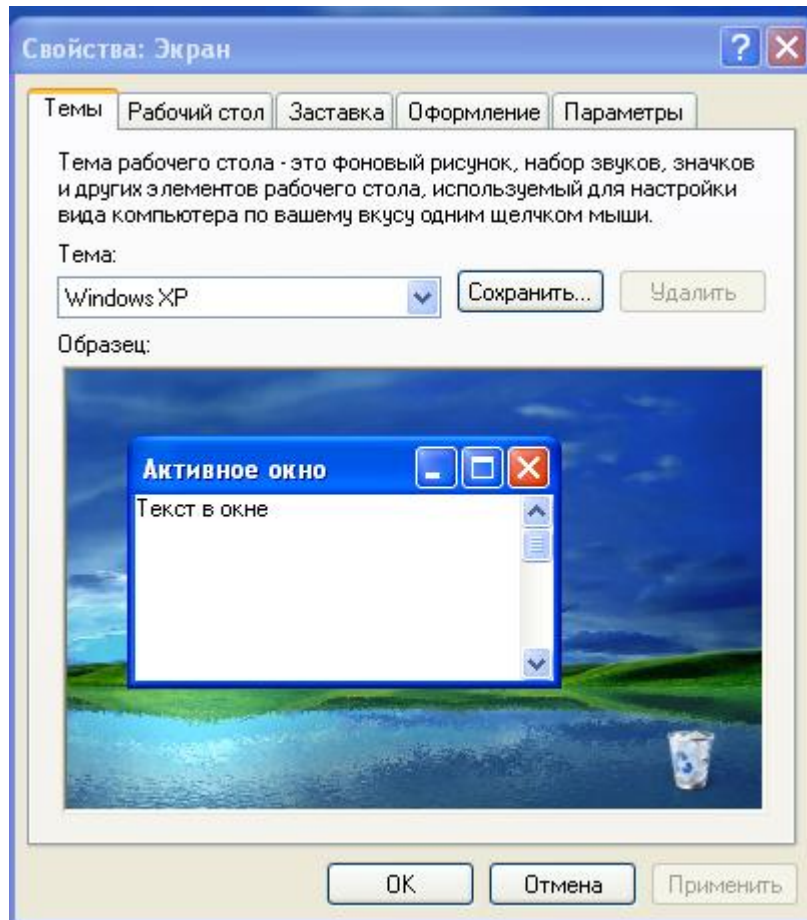 Свойства: Экран
Темы Рабочий стол Заставка Оформление Параметры
Тема рабочего стола - это фоновый рисунок, набор звуков, значков
и других элементов рабочего стола, используемый для настройки
вида компьютера по вашему вкусу одним щелчком мыши.
Тема:
Windows XP Сохранить... Удалить
Образец:
Активное окно
Текст в окне
ОК Отмена Применить